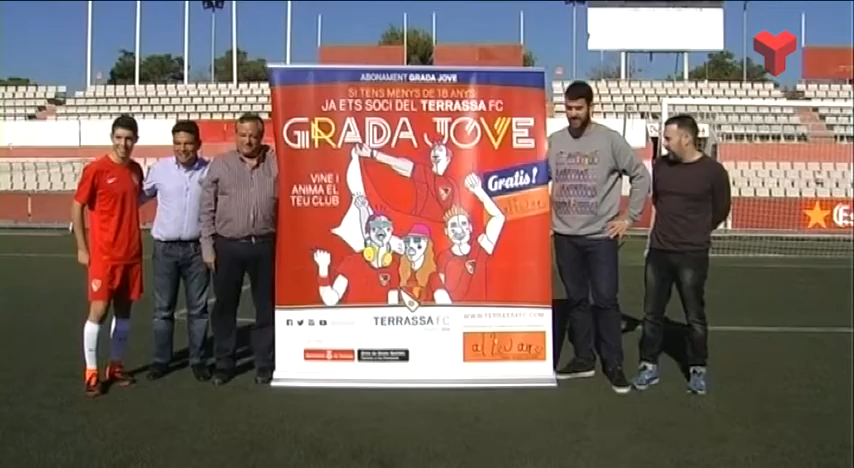 ABONAMENT GRADA JOVE
SI TENS MENYS DE 18 ANYS
JA ETS SOCI DEL TERRASSA FC
GRADA JOVE
Gratis!
VINE I
ANIMA EL
TEU CLUB
TERRASSA FC
WWW.TERRASSAFC.COM